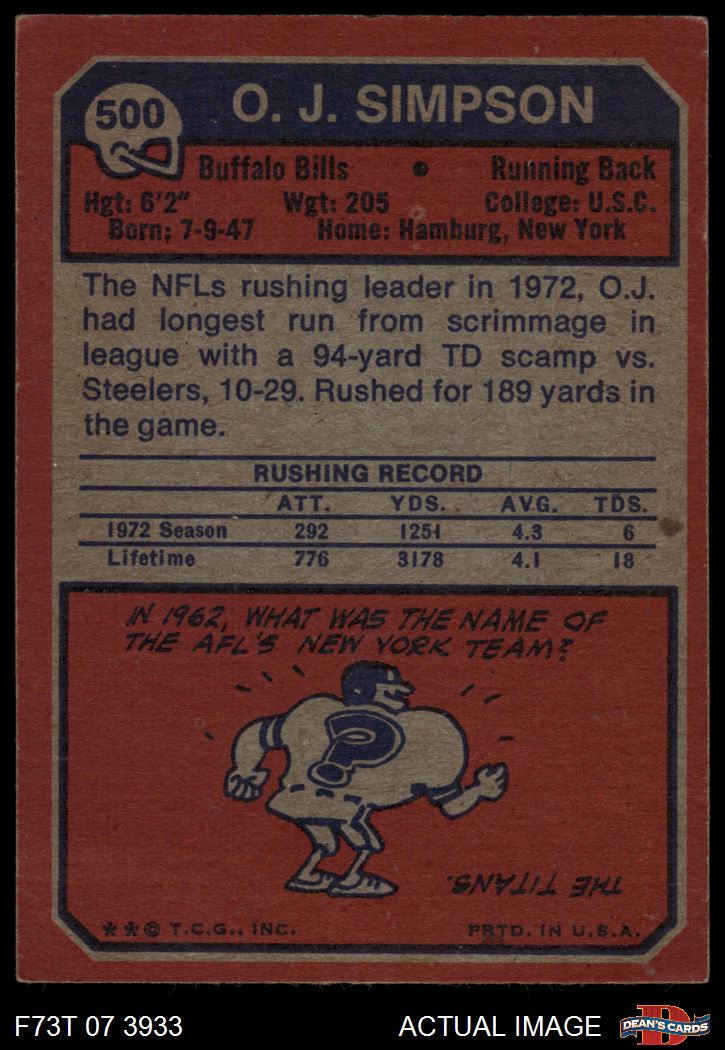 500
O. J. SIMPSON
Buffalo Bills • Running Back
Hgt: 6'2" Wgt: 205 College: U.S.C.
Born: 7-9-47 Home: Hamburg, New York
The NFLs rushing leader in 1972, O.J.
had longest run from scrimmage in
league with a 94-yard TD scamp vs.
Steelers, 10-29. Rushed for 189 yards in
the game.
RUSHING RECORD
ATT. YDS. AVG. TDS.
1972 Season 292 1251 4.3 6
Lifetime 776 3178 4.1 18
IN 1962, WHAT WAS THE NAME OF
THE AFL'S NEW YORK TEAM?
?
THE TITANS.
**© T.C.G., INC. PRTD. IN U.S.A.
F73T 07 3933 ACTUAL IMAGE D DEAN'S CARDS